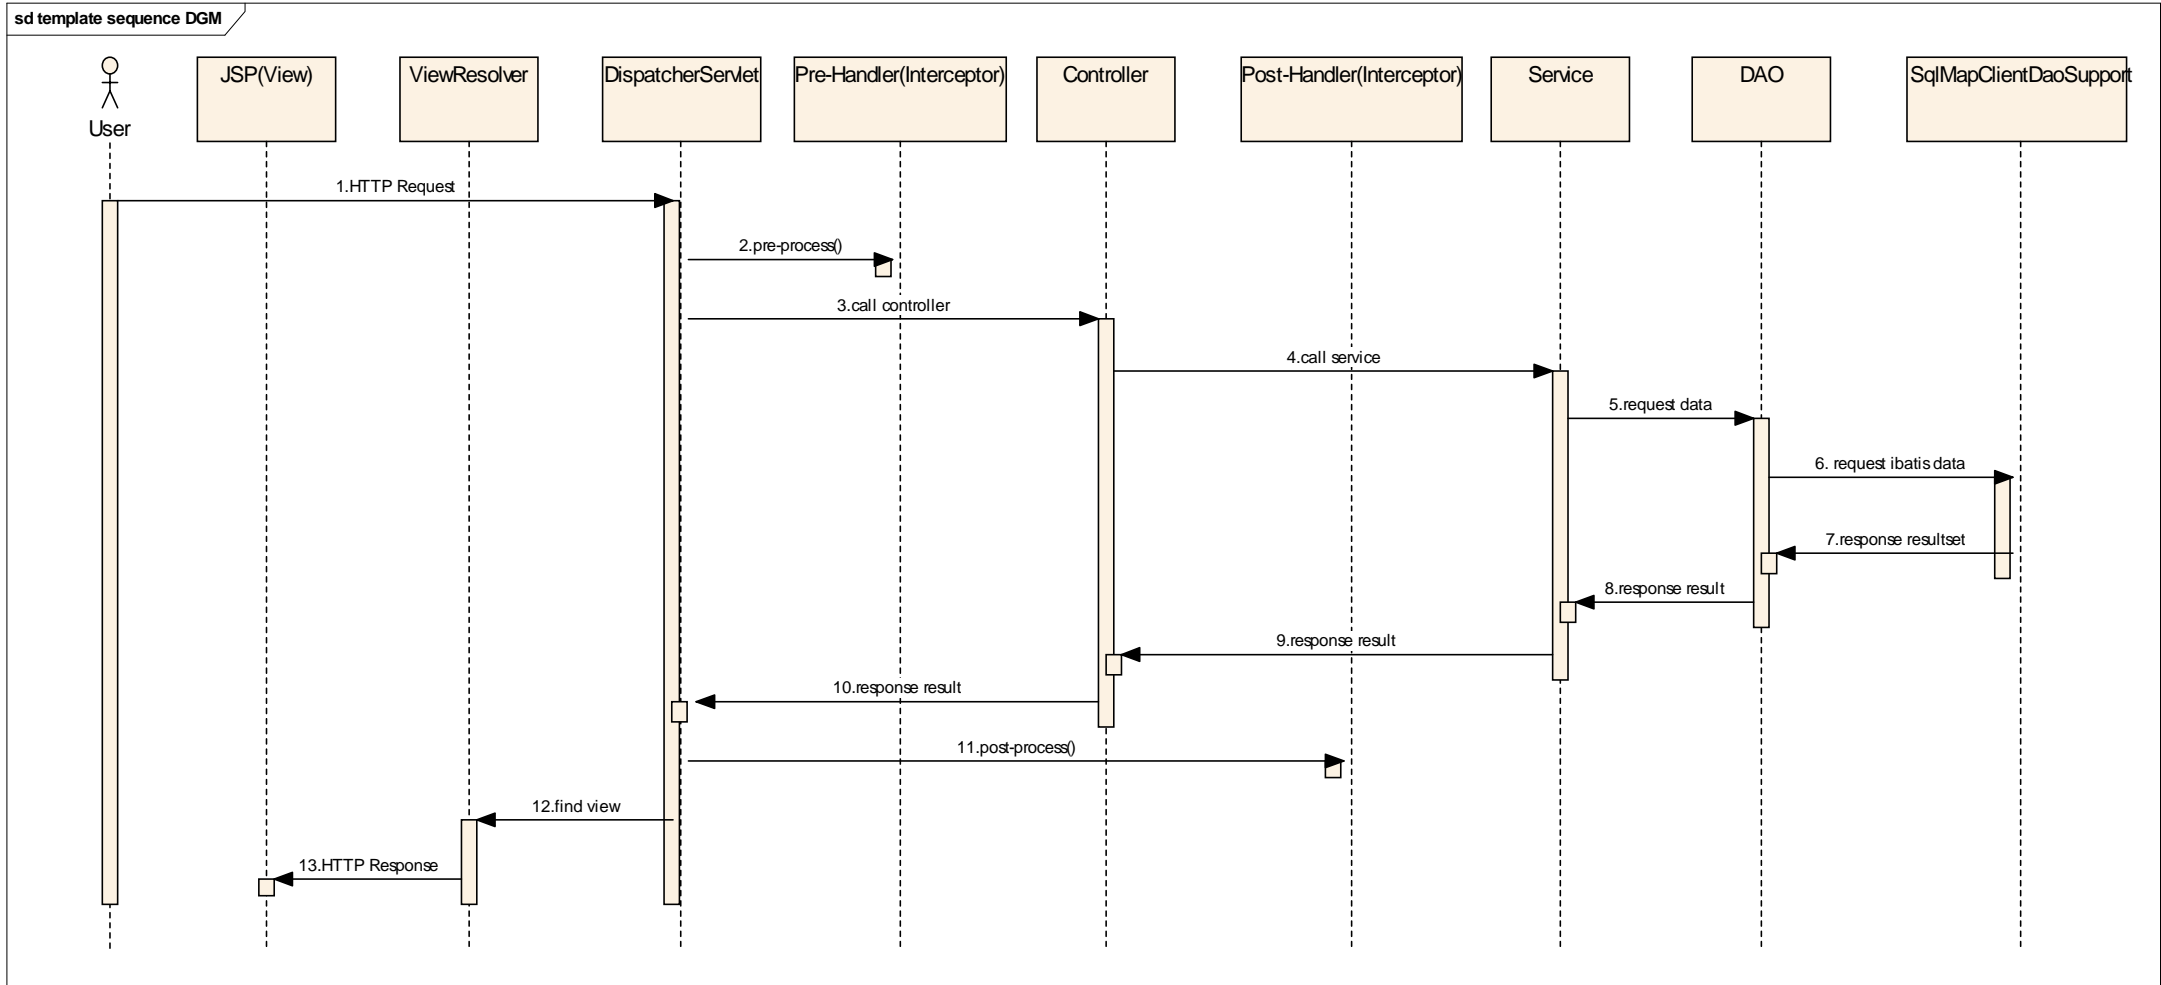 sd template sequence DGM
User
JSP(View)
ViewResolver
DispatcherServlet
Pre-Handler(Interceptor)
Controller
Post-Handler(Interceptor)
Service
DAO
SqlMapClientDaoSupport
1.HTTP Request
2.pre-process()
3.call controller
4.call service
5.request data
6. request ibatis data
7.response resultset
8.response result
9.response result
10.response result
11.post-process()
12.find view
13.HTTP Response